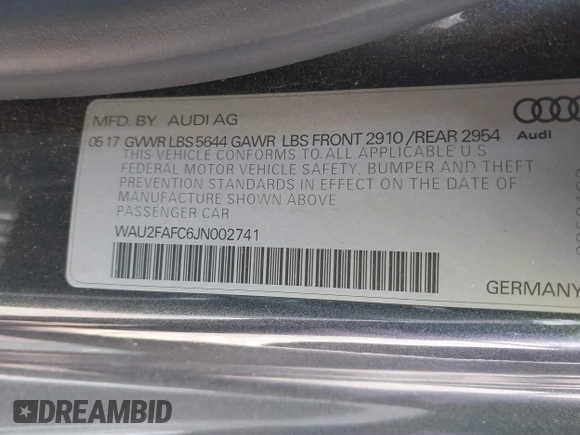 MFD. BY AUDI AG
05 17 GVWR LBS 5644 GAWR LBS FRONT 2910 / REAR 2954
Audi
THIS VEHICLE CONFORMS TO ALL APPLICABLE U S
FEDERAL MOTOR VEHICLE SAFETY, BUMPER AND THEFT
PREVENTION STANDARDS IN EFFECT ON THE DATE OF
MANUFACTURE SHOWN ABOVE.
PASSENGER CAR
WAU2FAFC6JN002741
GERMANY
DREAMBID